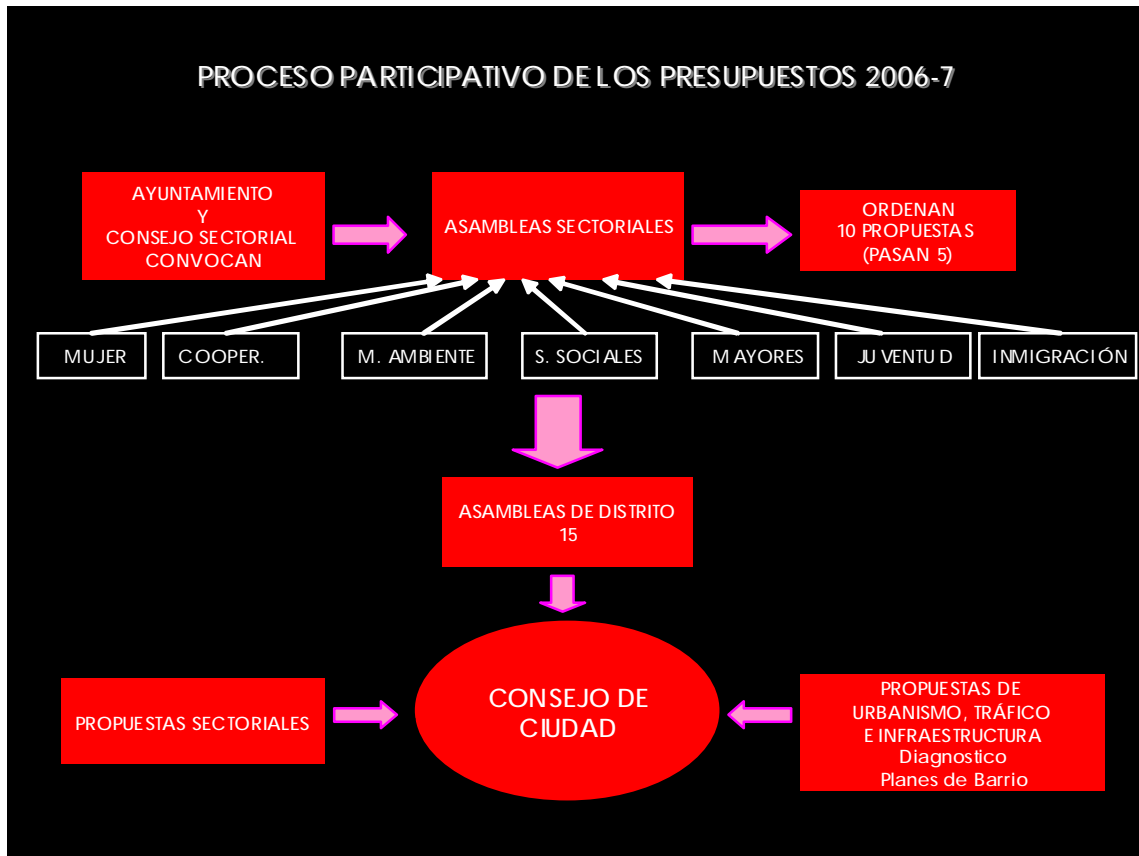 PROCESO PARTICIPATIVO DE LOS PRESUPUESTOS 2006-7
AYUNTAMIENTO
Y
CONSEJO SECTORIAL
CONVOCAN
ASAMBLEAS SECTORIALES
ORDENAN
10 PROPUESTAS
(PASAN 5)
MUJER
COOPER.
M. AMBIENTE
S. SOCIALES
MAYORES
JUVENTUD
INMIGRACIÓN
ASAMBLEAS DE DISTRITO
15
PROPUESTAS SECTORIALES
CONSEJO DE
CIUDAD
PROPUESTAS DE
URBANISMO, TRÁFICO
E INFRAESTRUCTURA
Diagnostico
Planes de Barrio